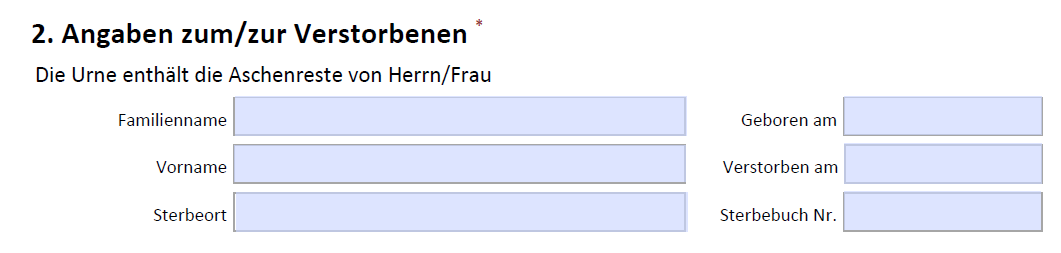 2. Angaben zum/zur Verstorbenen *
Die Urne enthält die Aschenreste von Herrn/Frau
Familienname Geboren am
Vorname Verstorben am
Sterbeort Sterbebuch Nr.